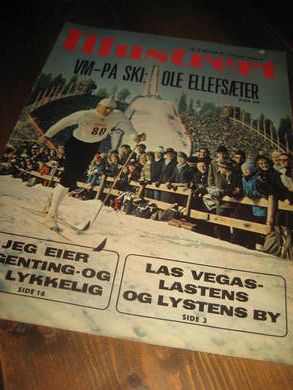 Illustrert
VM-PÅ SKI: OLE ELLEFSÆTER
80
JEG EIER
INGENTING-OG
LYKKELIG
SIDE 16
LAS VEGAS-
LASTENS
OG LYSTENS BY
SIDE 3